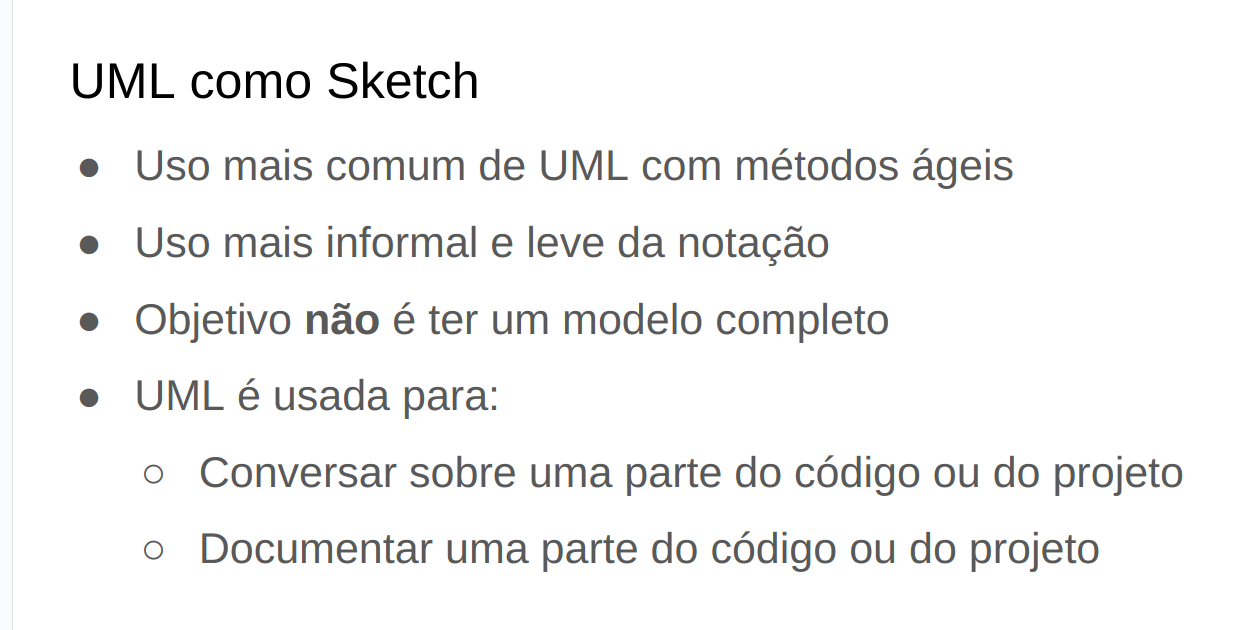 UML como Sketch
● Uso mais comum de UML com métodos ágeis
● Uso mais informal e leve da notação
● Objetivo não é ter um modelo completo
● UML é usada para:
○ Conversar sobre uma parte do código ou do projeto
○ Documentar uma parte do código ou do projeto